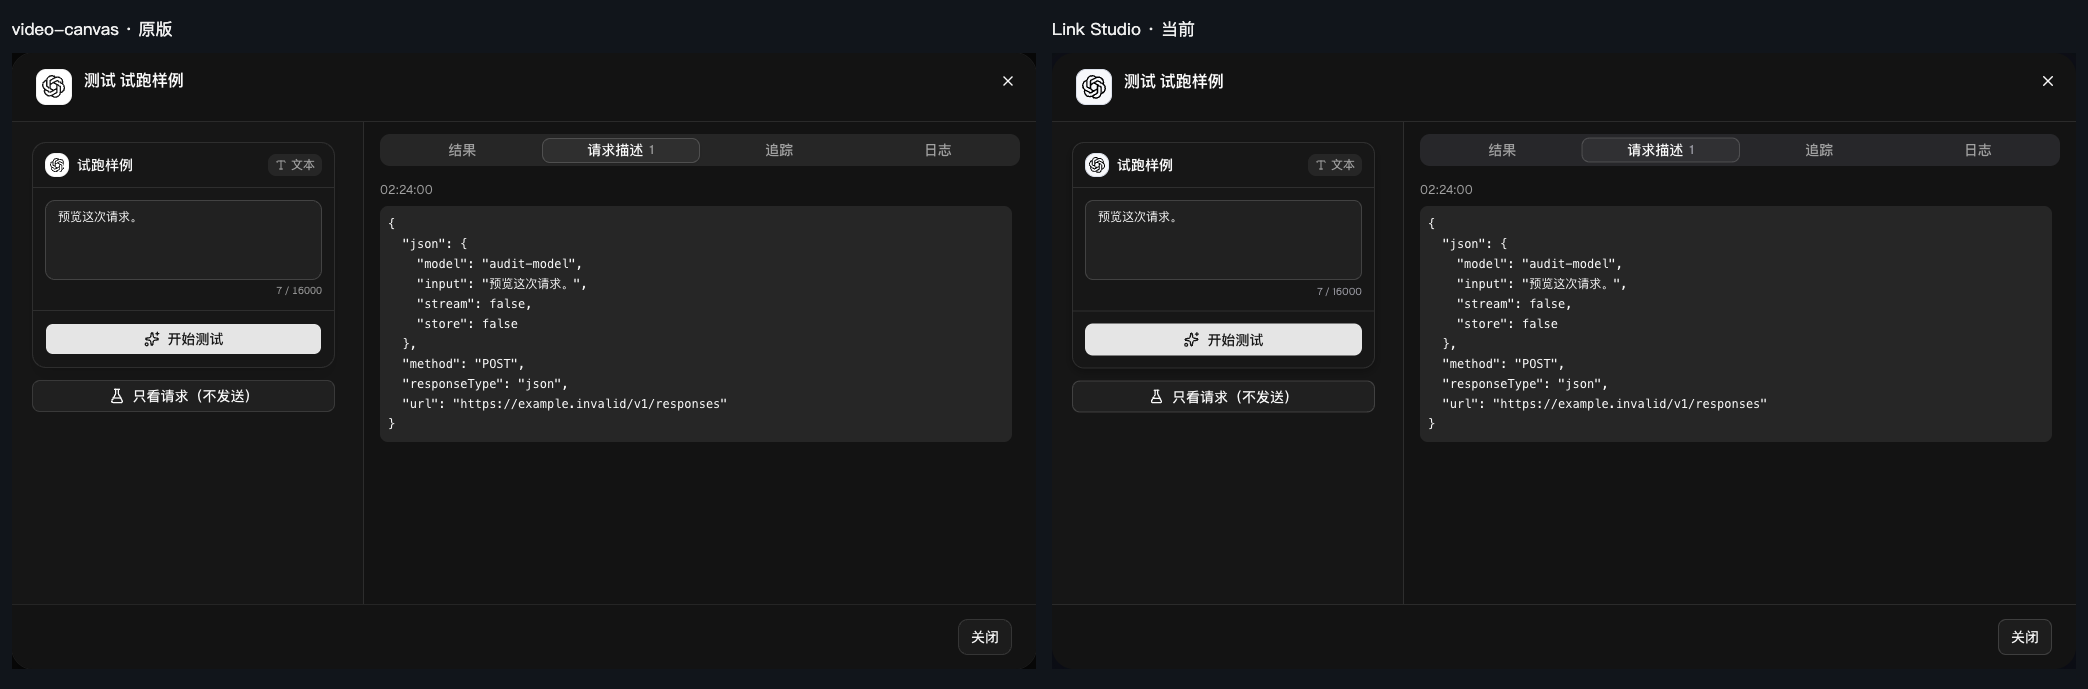 video-canvas · 原版
测试 试跑样例
试跑样例
文本
预览这次请求。
7 / 16000
开始测试
只看请求（不发送）
结果
请求描述 1
追踪
日志
02:24:00
{
  "json": {
    "model": "audit-model",
    "input": "预览这次请求。",
    "stream": false,
    "store": false
  },
  "method": "POST",
  "responseType": "json",
  "url": "https://example.invalid/v1/responses"
}
关闭
Link Studio · 当前
测试 试跑样例
试跑样例
文本
预览这次请求。
7 / 16000
开始测试
只看请求（不发送）
结果
请求描述 1
追踪
日志
02:24:00
{
  "json": {
    "model": "audit-model",
    "input": "预览这次请求。",
    "stream": false,
    "store": false
  },
  "method": "POST",
  "responseType": "json",
  "url": "https://example.invalid/v1/responses"
}
关闭